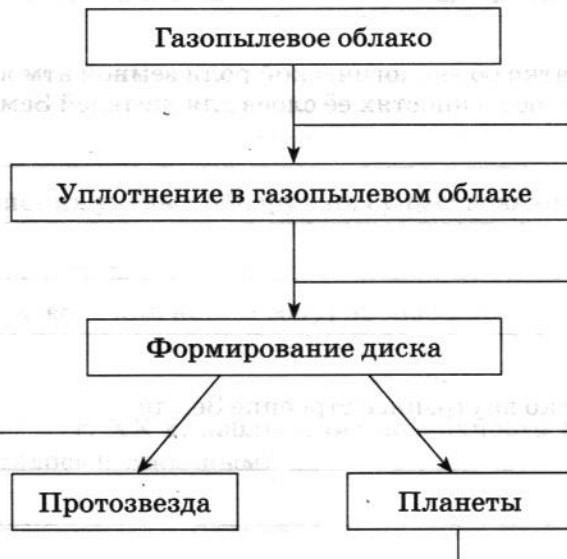 Газопылевое облако
Уплотнение в газопылевом облаке
Формирование диска
Протозвезда
Планеты